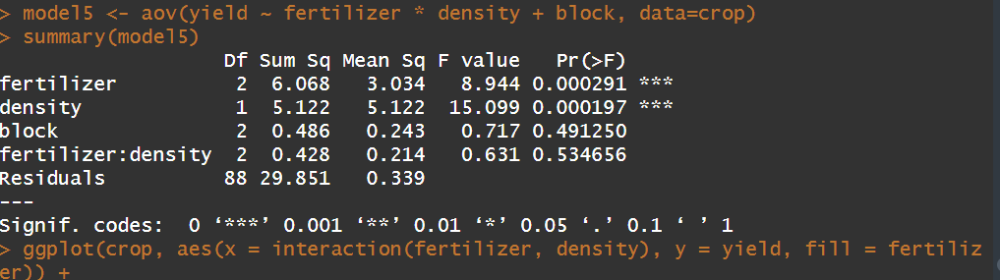 > model5 <- aov(yield ~ fertilizer * density + block, data=crop)
> summary(model5)
                   Df Sum Sq Mean Sq F value   Pr(>F)
fertilizer          2  6.068   3.034   8.944 0.000291 ***
density             1  5.122   5.122  15.099 0.000197 ***
block               2  0.486   0.243   0.717 0.491250
fertilizer:density  2  0.428   0.214   0.631 0.534656
Residuals          88 29.851   0.339
---
Signif. codes:  0 ‘***’ 0.001 ‘**’ 0.01 ‘*’ 0.05 ‘.’ 0.1 ‘ ’ 1
> ggplot(crop, aes(x = interaction(fertilizer, density), y = yield, fill = fertiliz
er)) +